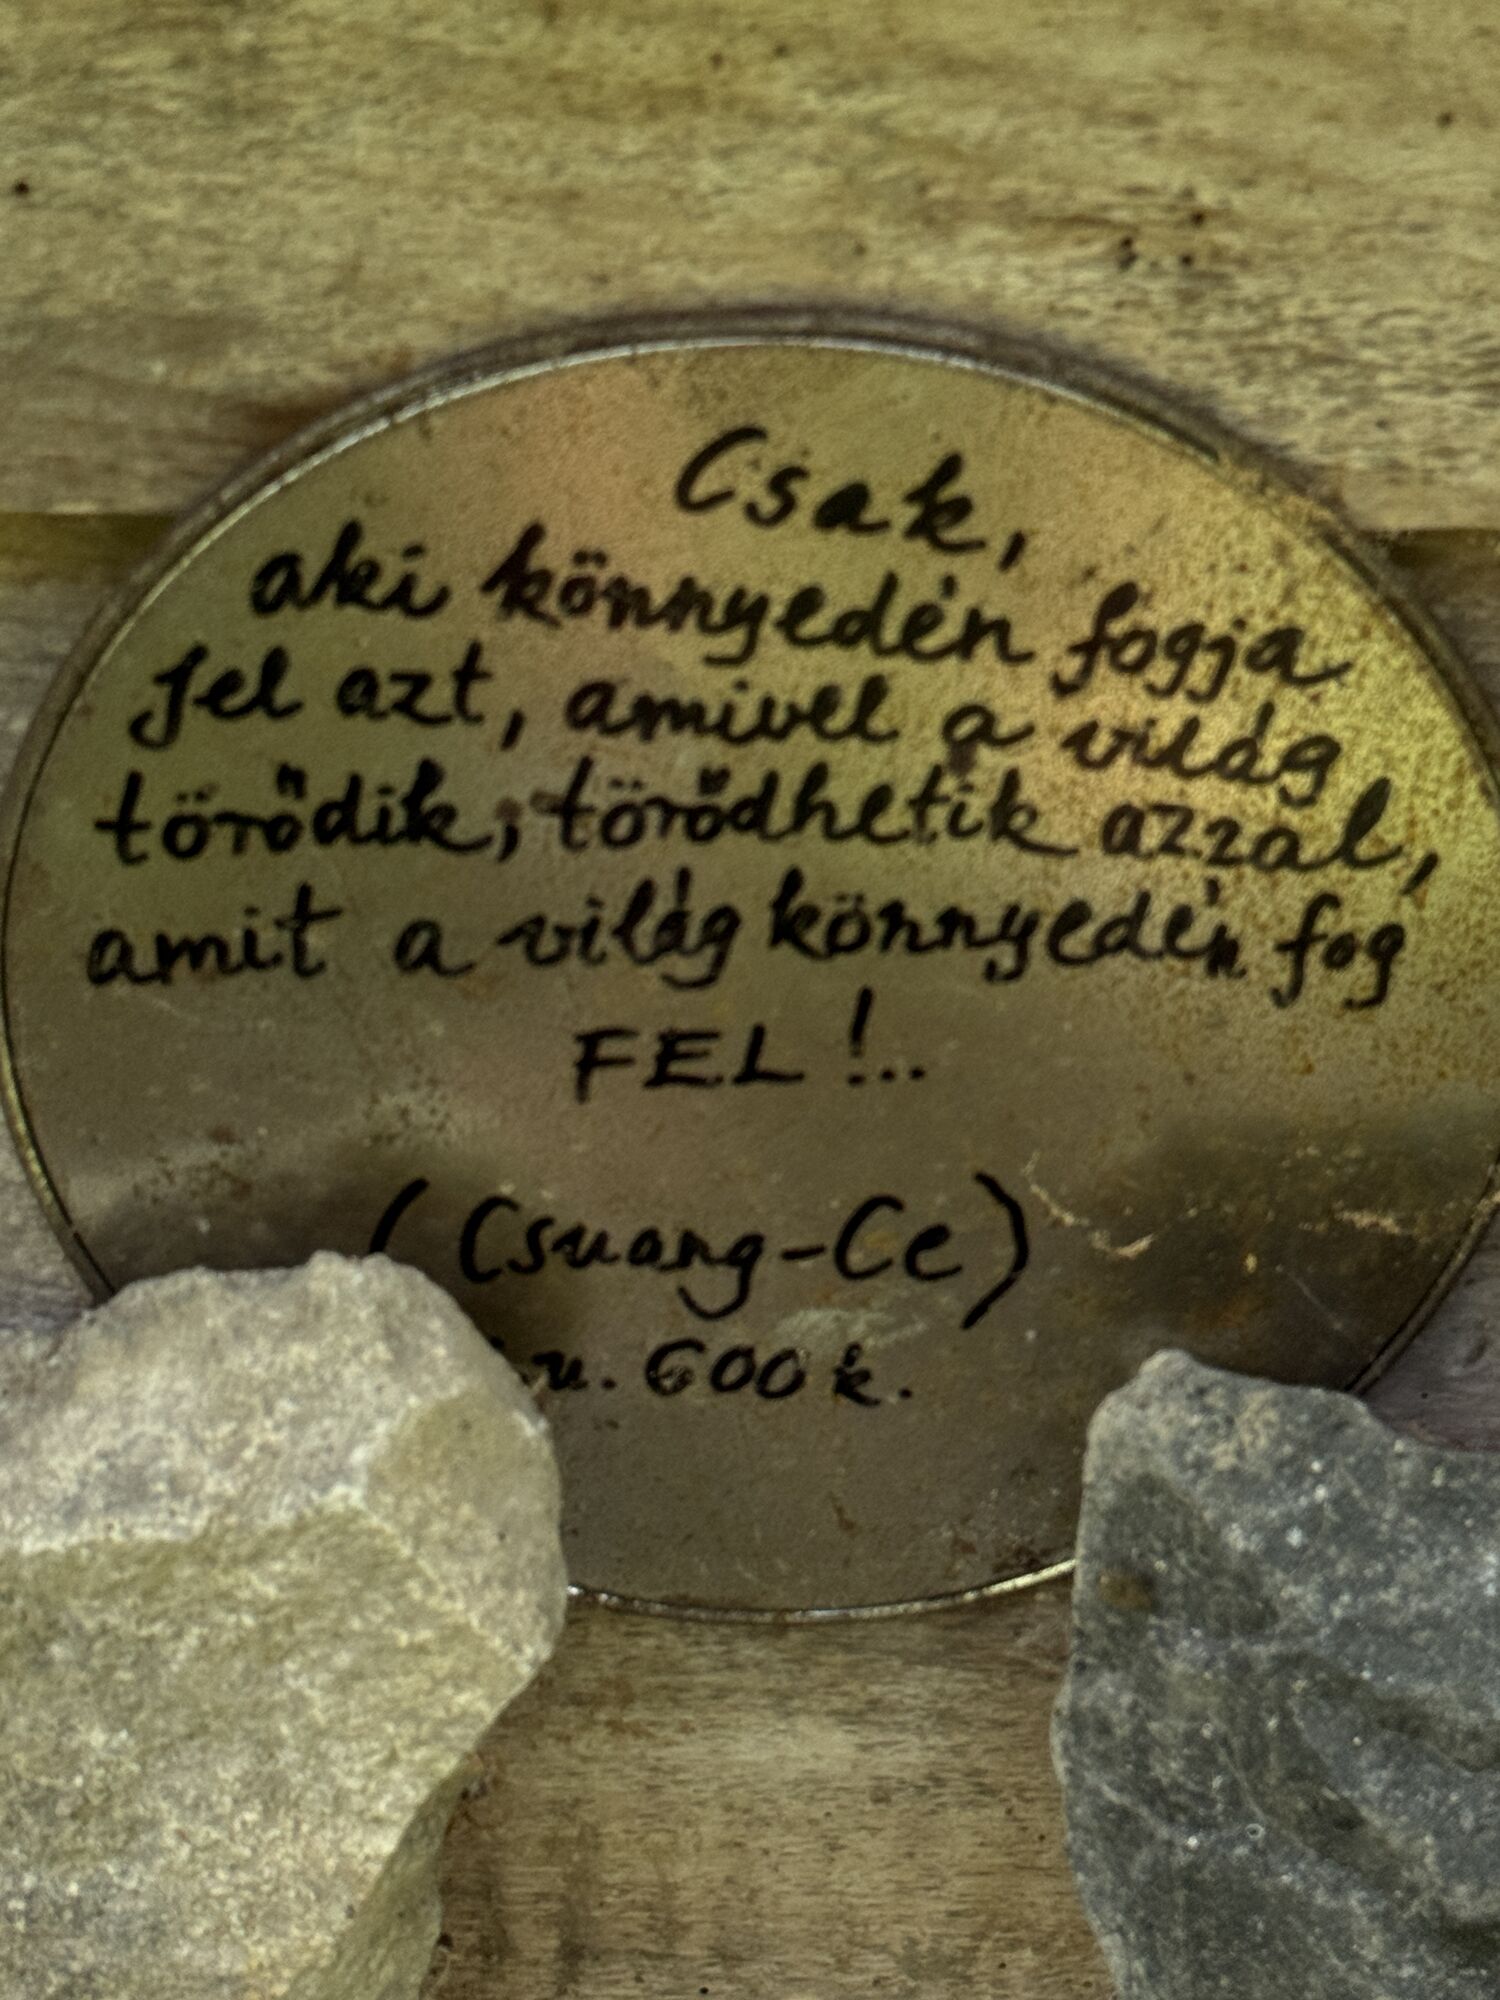 Csak,
aki könnyedén fogja
fel azt, amivel a világ
törődik, törődhetik azzal,
amit a világ könnyedén fog
FEL!..
(Csuang-Ce)
u. 600 k.